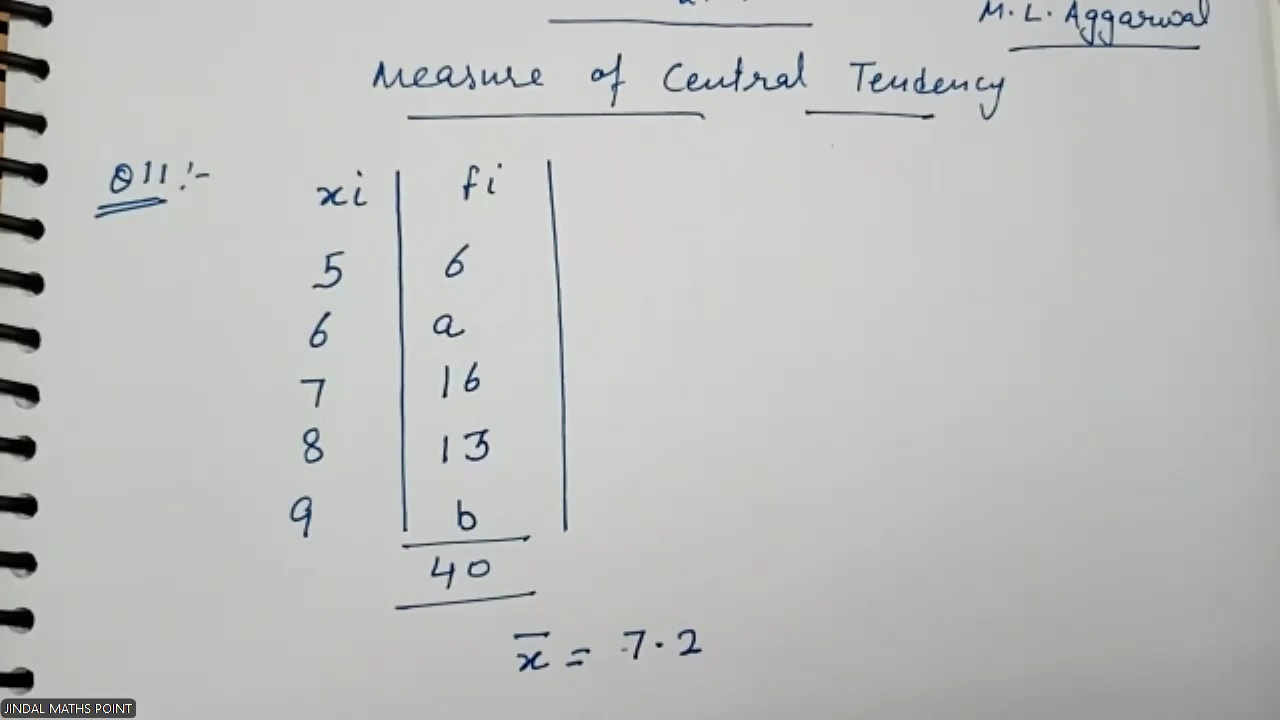 M. L. Aggarwal
Measure of Central Tendency
Q11:-
xi fi
5 6
6 a
7 16
8 13
9 b
40
x̄ = 7.2
JINDAL MATHS POINT